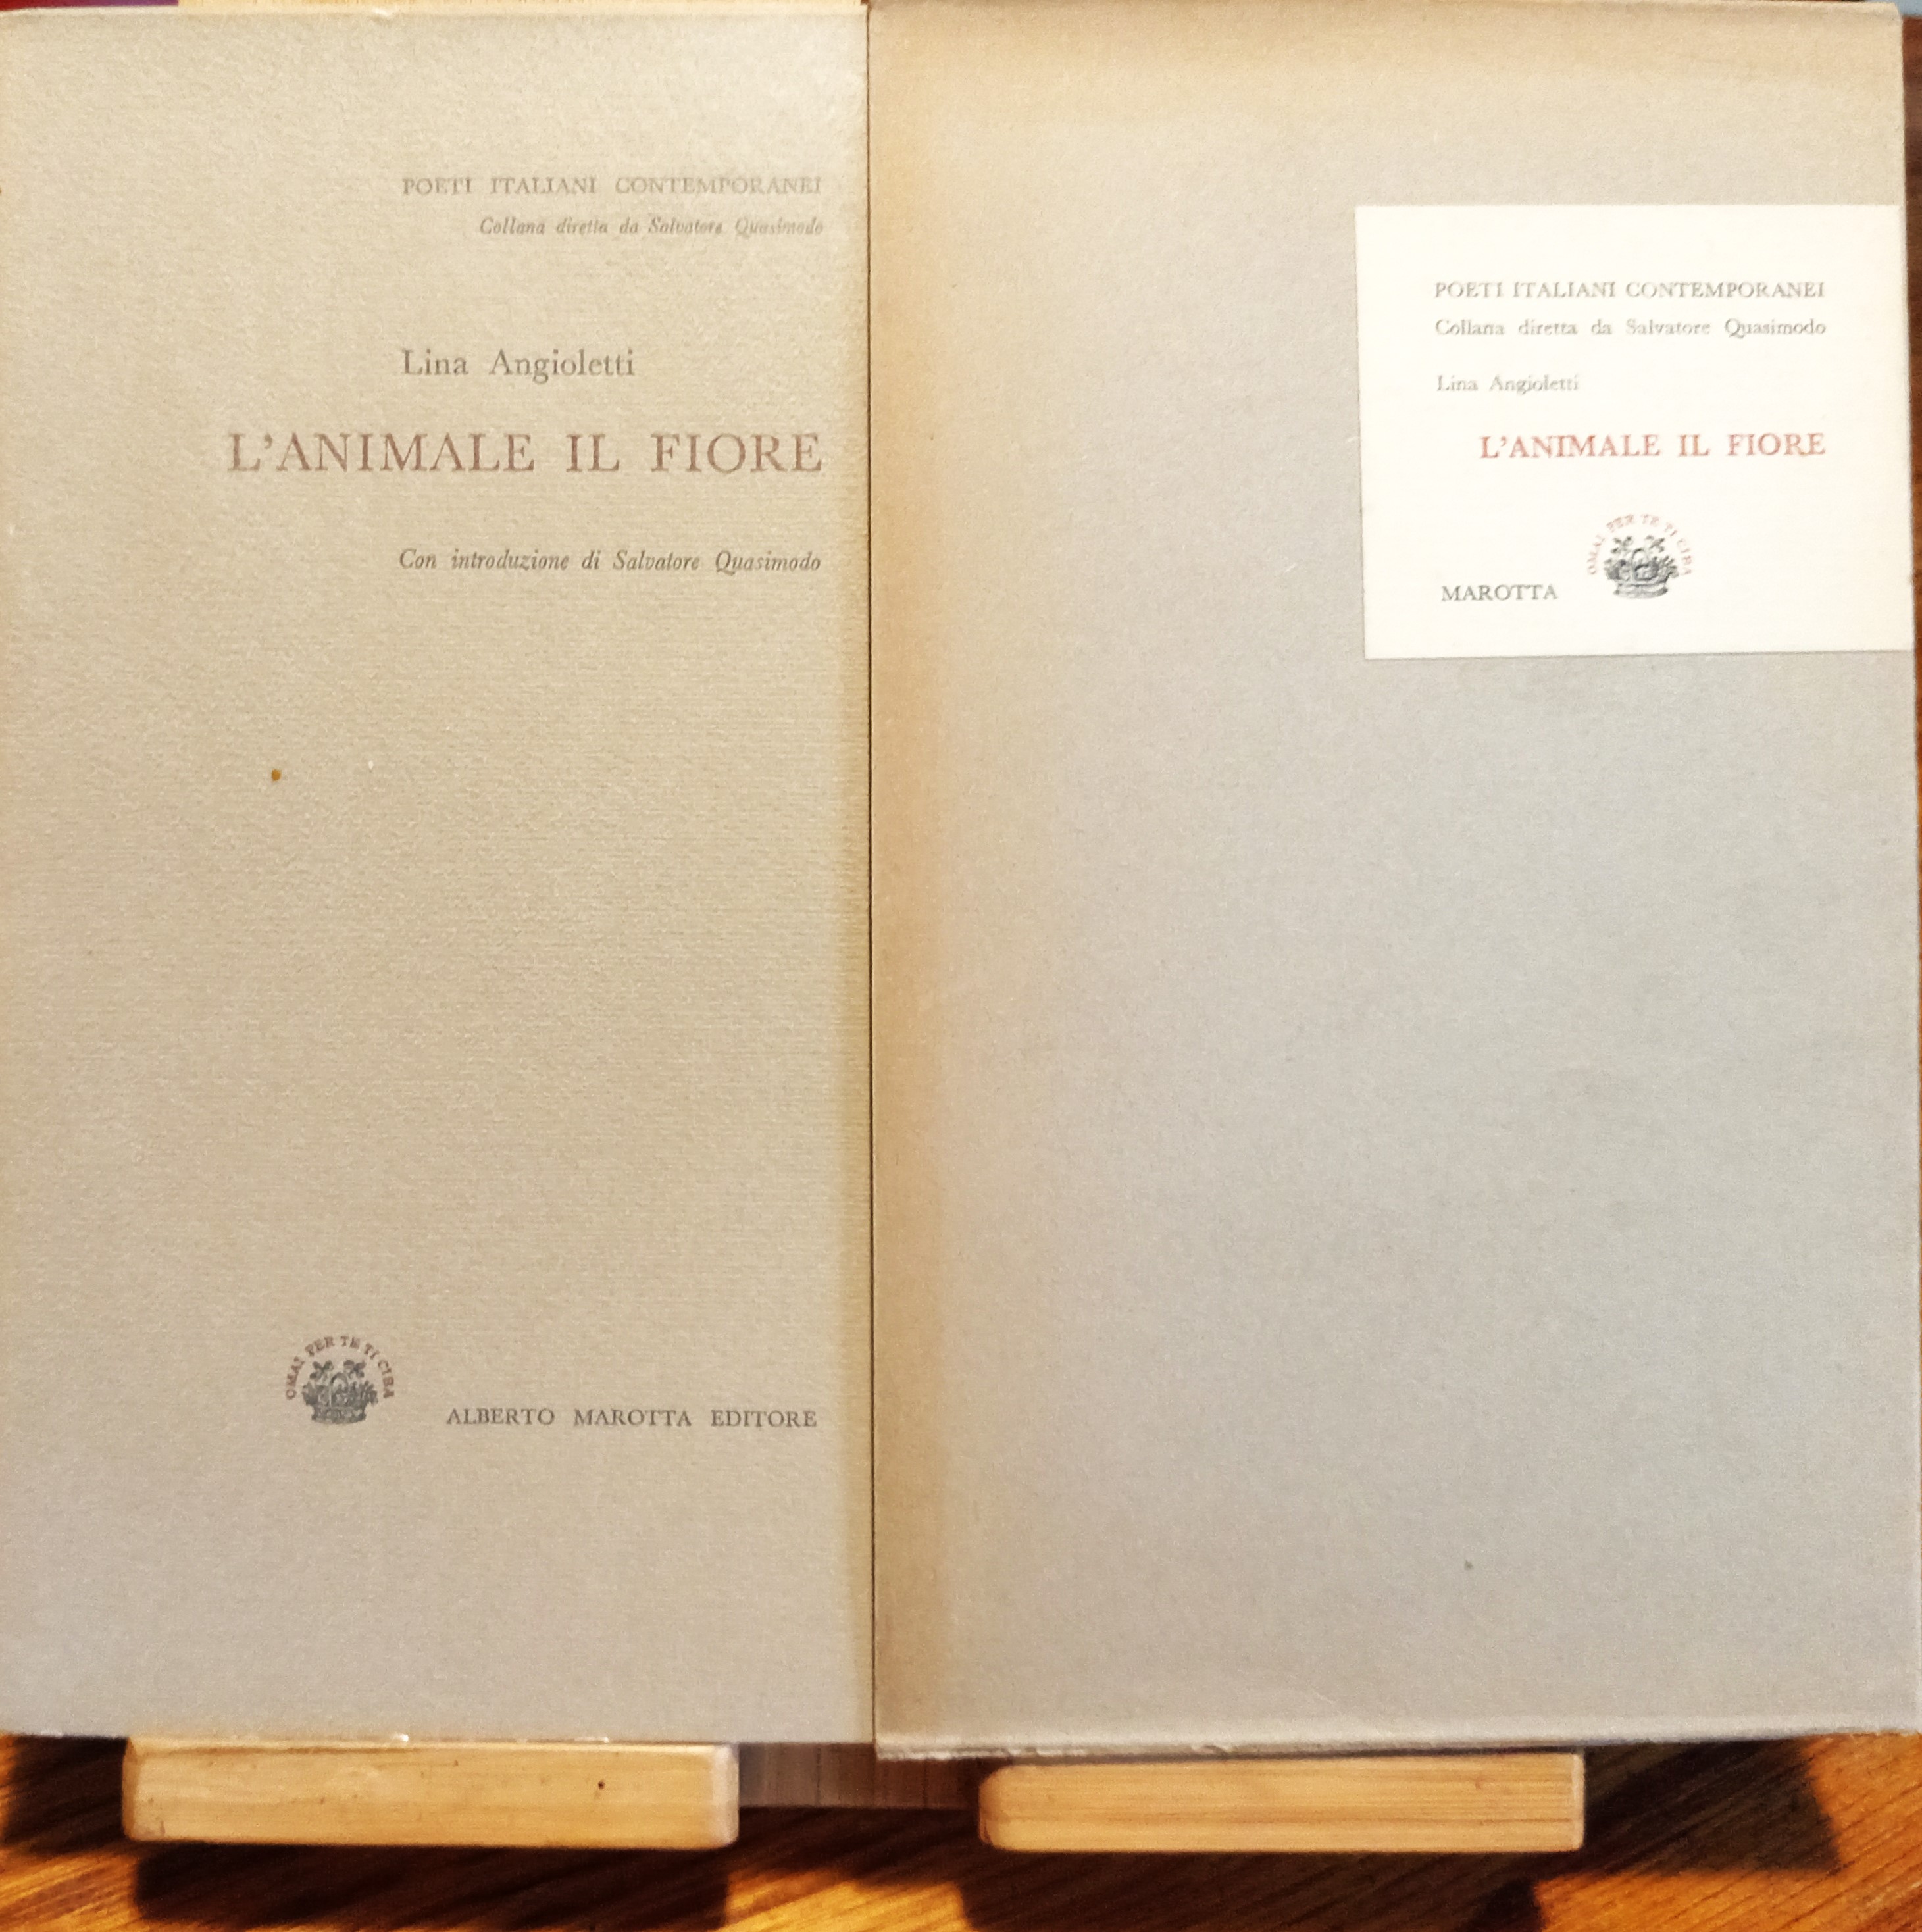 POETI ITALIANI CONTEMPORANEI
Collana diretta da Salvatore Quasimodo
Lina Angioletti
L'ANIMALE IL FIORE
Con introduzione di Salvatore Quasimodo
OMAI PER TE TI CIBA
ALBERTO MAROTTA EDITORE
POETI ITALIANI CONTEMPORANEI
Collana diretta da Salvatore Quasimodo
Lina Angioletti
L'ANIMALE IL FIORE
OMAI PER TE TI CIBA
MAROTTA